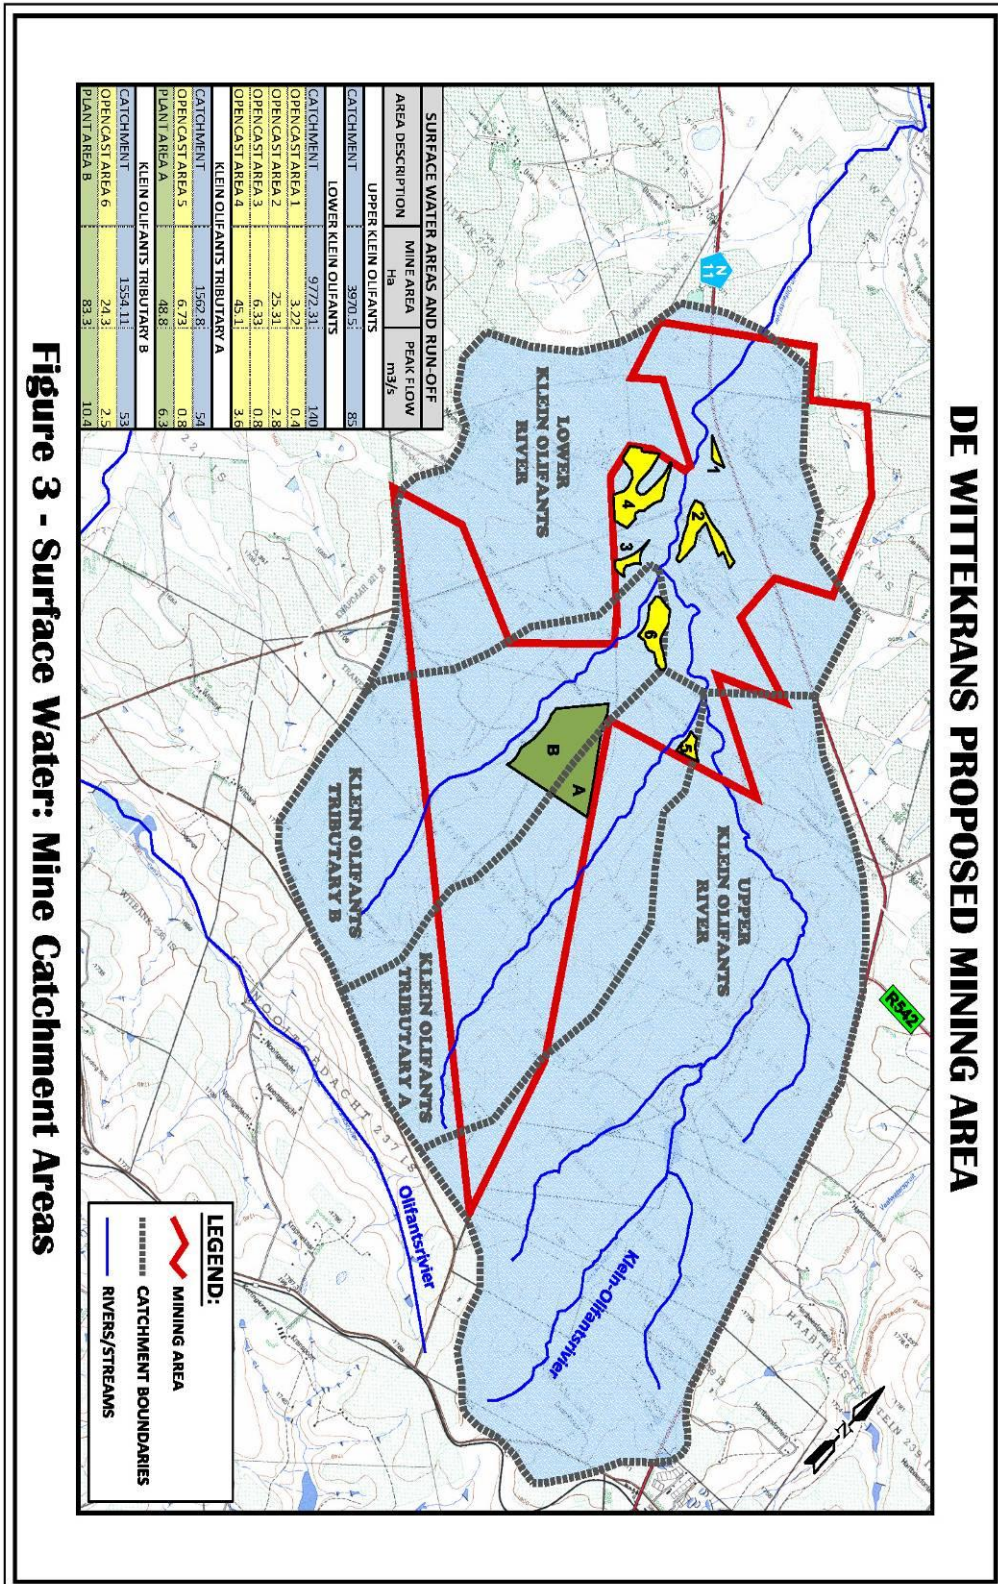 DE WITTEKRANS PROPOSED MINING AREA
N
11
R542
LOWER
KLEIN OLIFANTS
RIVER
UPPER
KLEIN OLIFANTS
RIVER
KLEIN OLIFANTS
TRIBUTARY B
KLEIN OLIFANTS
TRIBUTARY A
1
2
3
4
5
6
A
B
Klein-Olifantsrivier
Olifantsrivier
SURFACE WATER AREAS AND RUN-OFF
AREA DESCRIPTION MINE AREA Ha PEAK FLOW m3/s
UPPER KLEIN OLIFANTS
CATCHMENT 3970.5 85
LOWER KLEIN OLIFANTS
CATCHMENT 9772.31 140
OPENCAST AREA 1 3.22 0.4
OPENCAST AREA 2 25.31 2.8
OPENCAST AREA 3 6.33 0.8
OPENCAST AREA 4 45.1 3.6
KLEIN OLIFANTS TRIBUTARY A
CATCHMENT 1562.8 54
OPENCAST AREA 5 6.73 0.8
PLANT AREA A 48.8 6.3
KLEIN OLIFANTS TRIBUTARY B
CATCHMENT 1554.11 53
OPENCAST AREA 6 24.3 2.5
PLANT AREA B 83.3 10.4
LEGEND:
MINING AREA
CATCHMENT BOUNDARIES
RIVERS/STREAMS
Figure 3 - Surface Water: Mine Catchment Areas